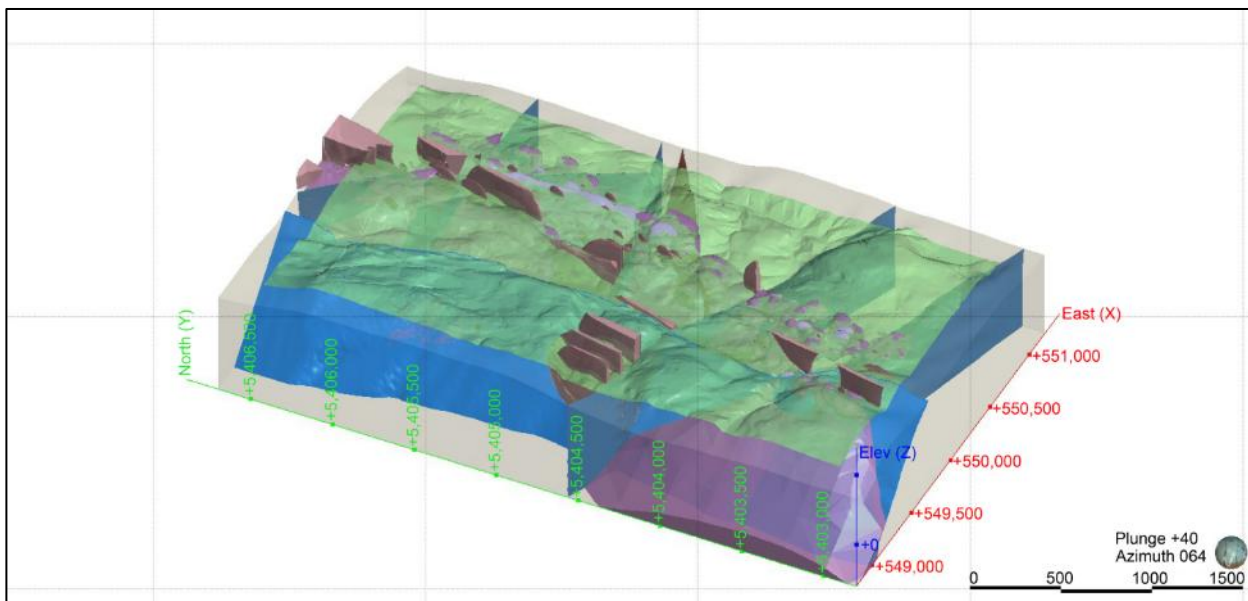 North (Y)
+5,406,500
+5,406,000
+5,405,500
+5,405,000
+5,404,500
+5,404,000
+5,403,500
+5,403,000
Elev (Z)
+0
East (X)
+551,000
+550,500
+550,000
+549,500
+549,000
Plunge +40
Azimuth 064
0 500 1000 1500